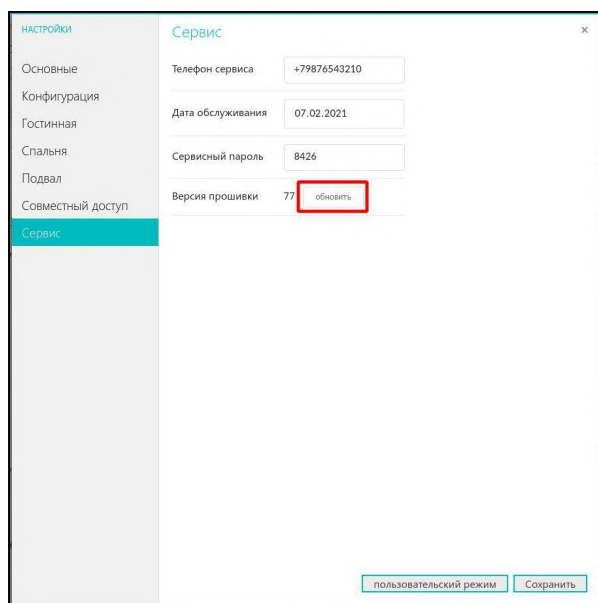 НАСТРОЙКИ
Основные
Конфигурация
Гостинная
Спальня
Подвал
Совместный доступ
Сервис
Сервис
×
Телефон сервиса +79876543210
Дата обслуживания 07.02.2021
Сервисный пароль 8426
Версия прошивки 77 обновить
пользовательский режим Сохранить